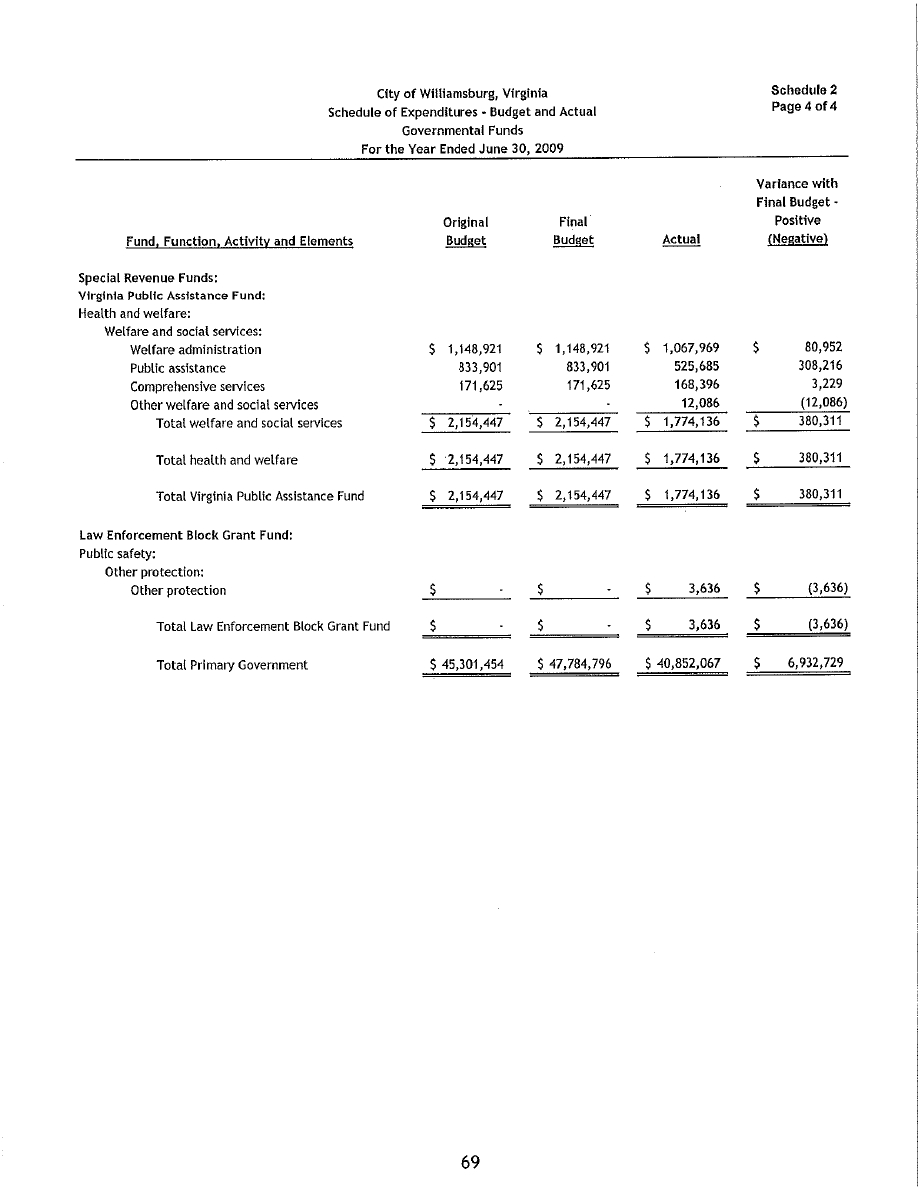 City of Williamsburg, Virginia
Schedule of Expenditures - Budget and Actual
Governmental Funds
For the Year Ended June 30, 2009
Schedule 2
Page 4 of 4
Variance with
Final Budget -
Original Final Positive
Fund, Function, Activity and Elements Budget Budget Actual (Negative)
Special Revenue Funds:
Virginia Public Assistance Fund:
Health and welfare:
Welfare and social services:
Welfare administration $ 1,148,921 $ 1,148,921 $ 1,067,969 $ 80,952
Public assistance 833,901 833,901 525,685 308,216
Comprehensive services 171,625 171,625 168,396 3,229
Other welfare and social services - - 12,086 (12,086)
Total welfare and social services $ 2,154,447 $ 2,154,447 $ 1,774,136 $ 380,311
Total health and welfare $ 2,154,447 $ 2,154,447 $ 1,774,136 $ 380,311
Total Virginia Public Assistance Fund $ 2,154,447 $ 2,154,447 $ 1,774,136 $ 380,311
Law Enforcement Block Grant Fund:
Public safety:
Other protection:
Other protection $ - $ - $ 3,636 $ (3,636)
Total Law Enforcement Block Grant Fund $ - $ - $ 3,636 $ (3,636)
Total Primary Government $ 45,301,454 $ 47,784,796 $ 40,852,067 $ 6,932,729
69